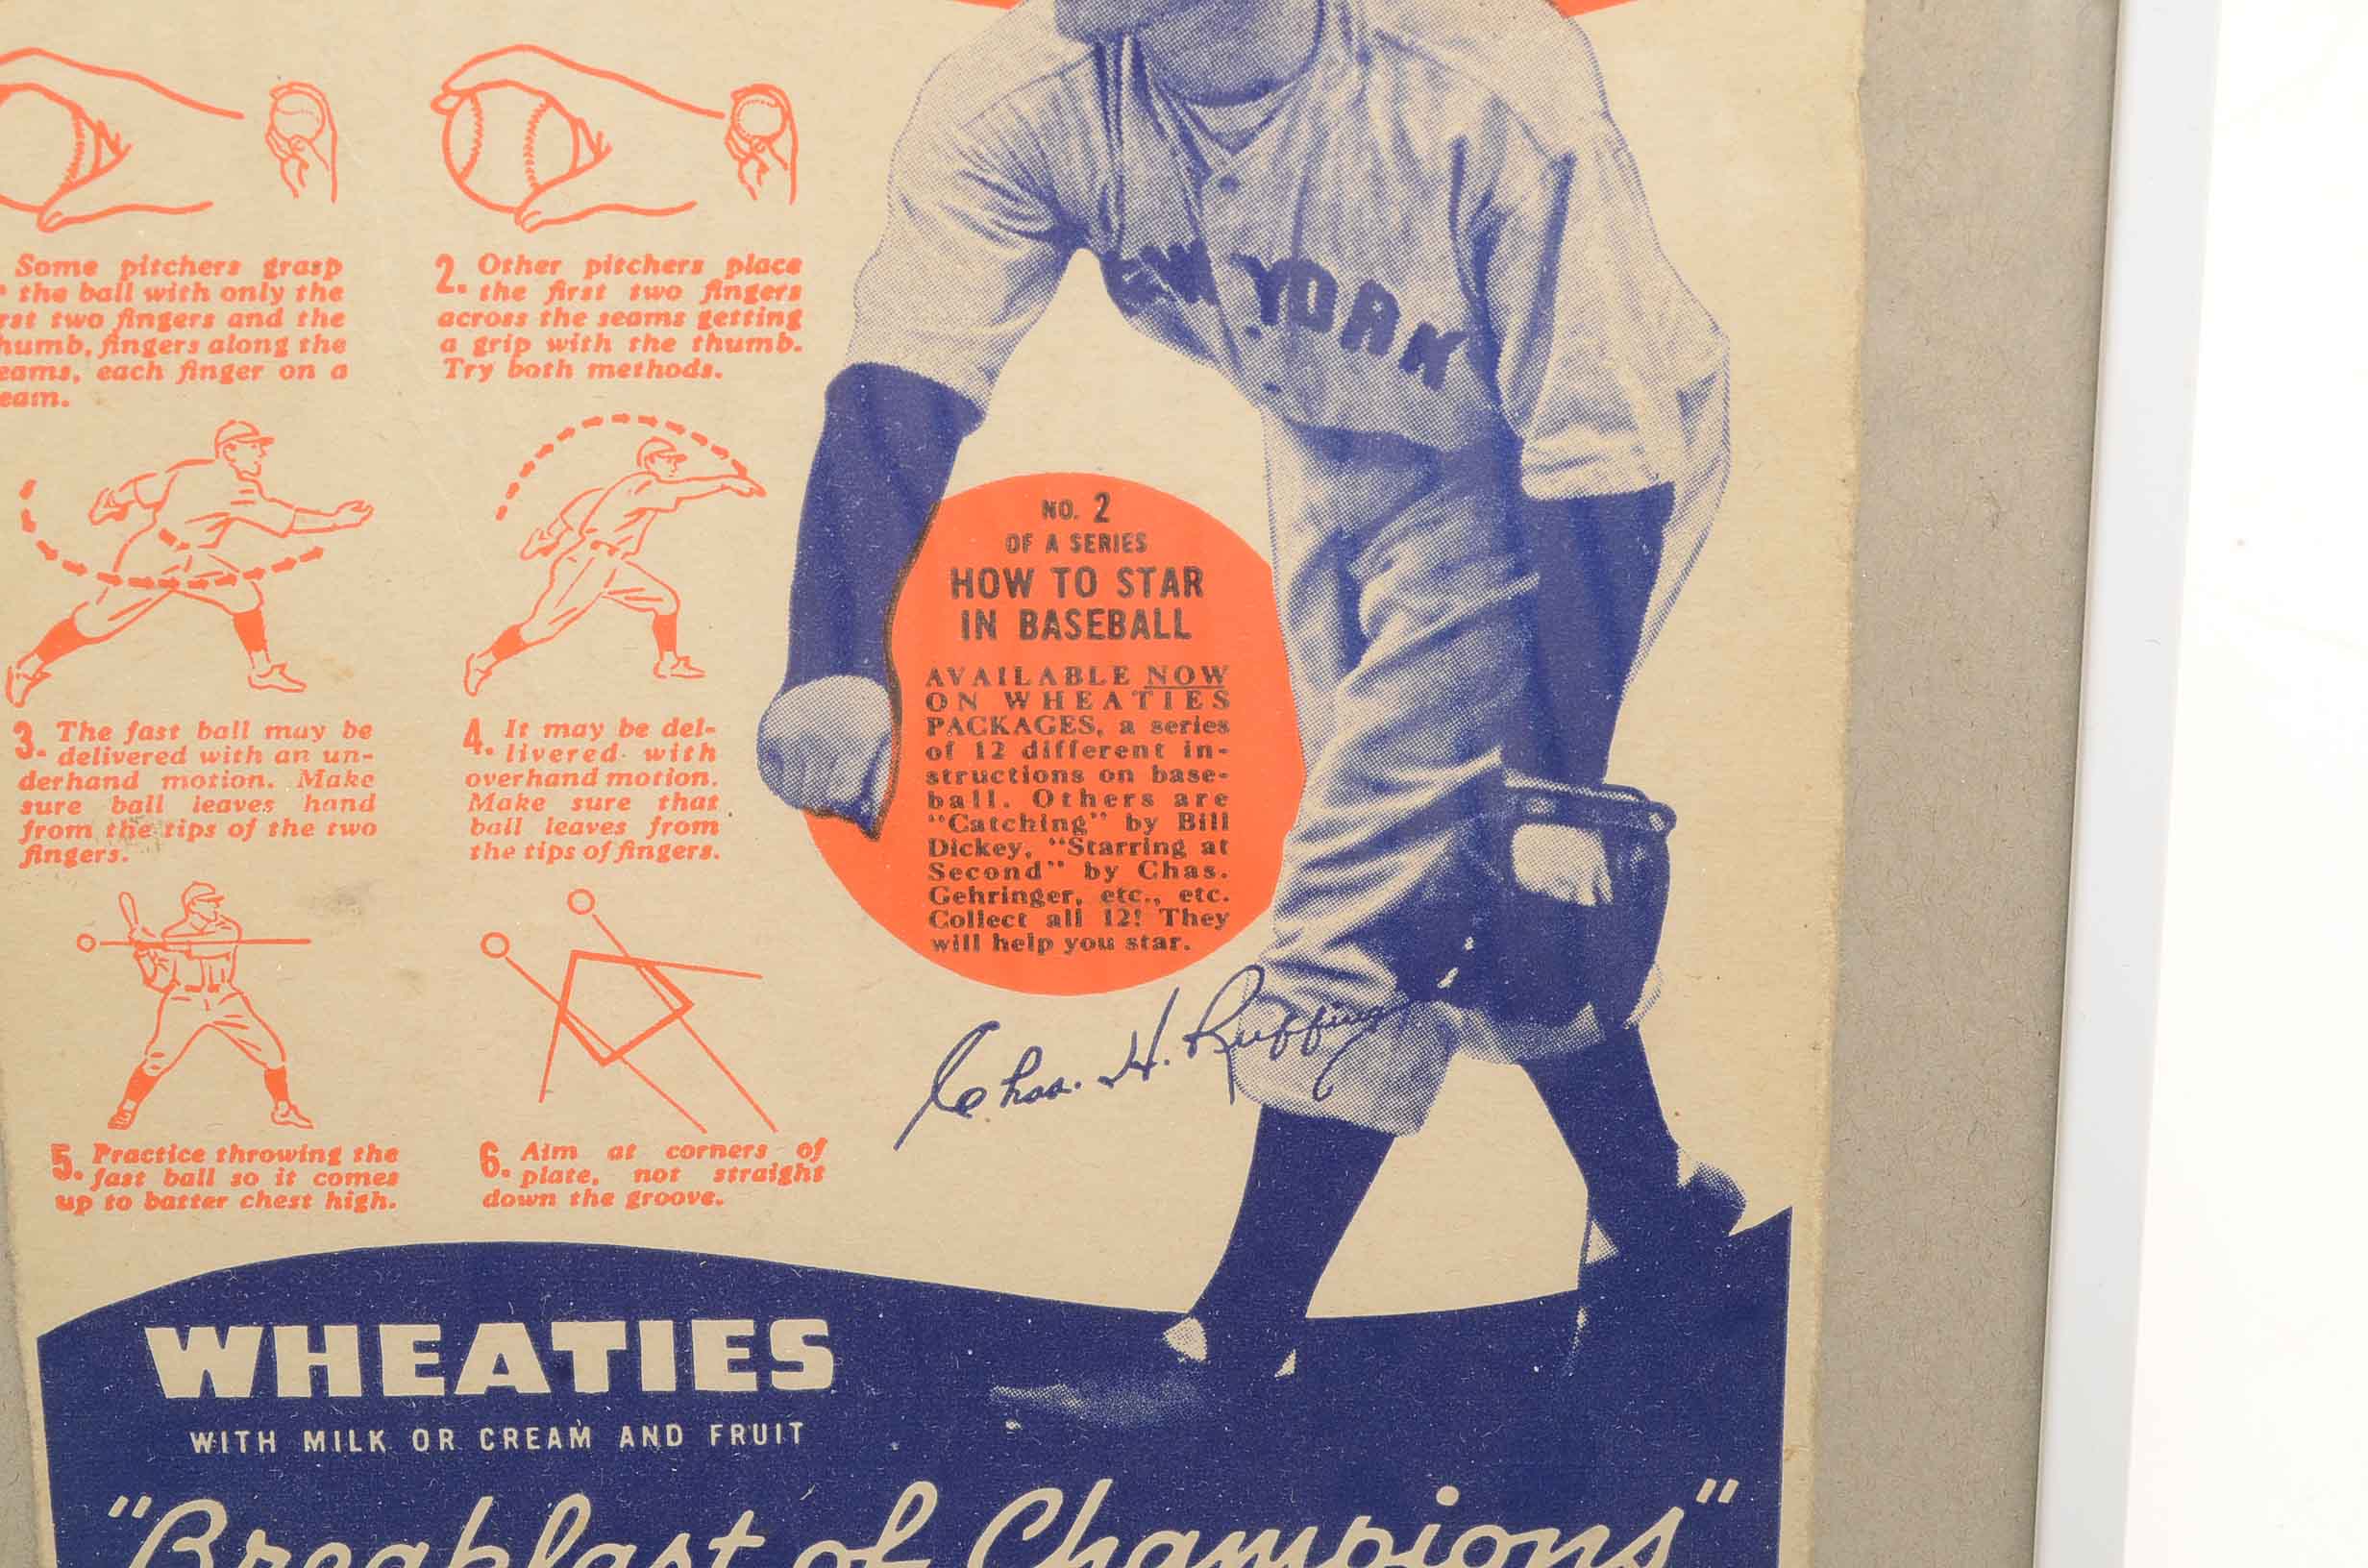 Some pitchers grasp
the ball with only the
rst two fingers and the
humb, fingers along the
eams, each finger on a
eam.
2. Other pitchers place
the first two fingers
across the seams getting
a grip with the thumb.
Try both methods.
3. The fast ball may be
delivered with an un-
derhand motion. Make
sure ball leaves hand
from the tips of the two
fingers.
4. It may be del-
livered with
overhand motion.
Make sure that
ball leaves from
the tips of fingers.
5. Practice throwing the
fast ball so it comes
up to batter chest high.
6. Aim at corners of
plate, not straight
down the groove.
NEW YORK
NO. 2
OF A SERIES
HOW TO STAR
IN BASEBALL
AVAILABLE NOW
ON WHEATIES
PACKAGES, a series
of 12 different in-
structions on base-
ball. Others are
"Catching" by Bill
Dickey, "Starring at
Second" by Chas.
Gehringer, etc., etc.
Collect all 12! They
will help you star.
Chas. H. Ruffing
WHEATIES
WITH MILK OR CREAM AND FRUIT
"Breakfast of Champions"